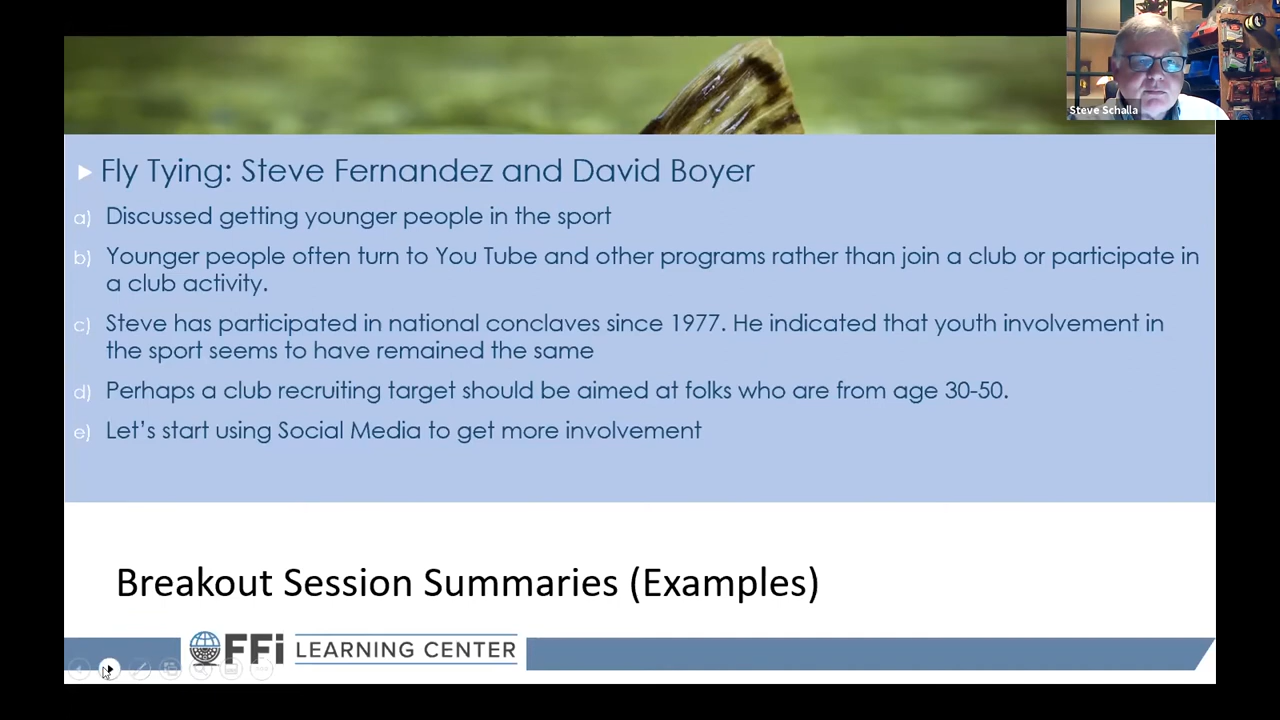 Steve Schalla
Fly Tying: Steve Fernandez and David Boyer
a) Discussed getting younger people in the sport
b) Younger people often turn to You Tube and other programs rather than join a club or participate in
a club activity.
c) Steve has participated in national conclaves since 1977. He indicated that youth involvement in
the sport seems to have remained the same
d) Perhaps a club recruiting target should be aimed at folks who are from age 30-50.
e) Let's start using Social Media to get more involvement
Breakout Session Summaries (Examples)
FFi LEARNING CENTER